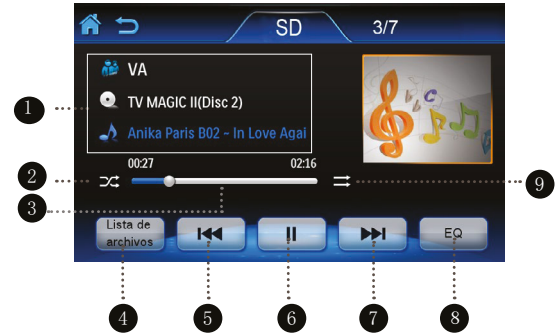 SD
3/7
VA
TV MAGIC II(Disc 2)
Anika Paris B02 - In Love Agai
00:27
02:16
Lista de
archivos
EQ
1
2
3
4
5
6
7
8
9